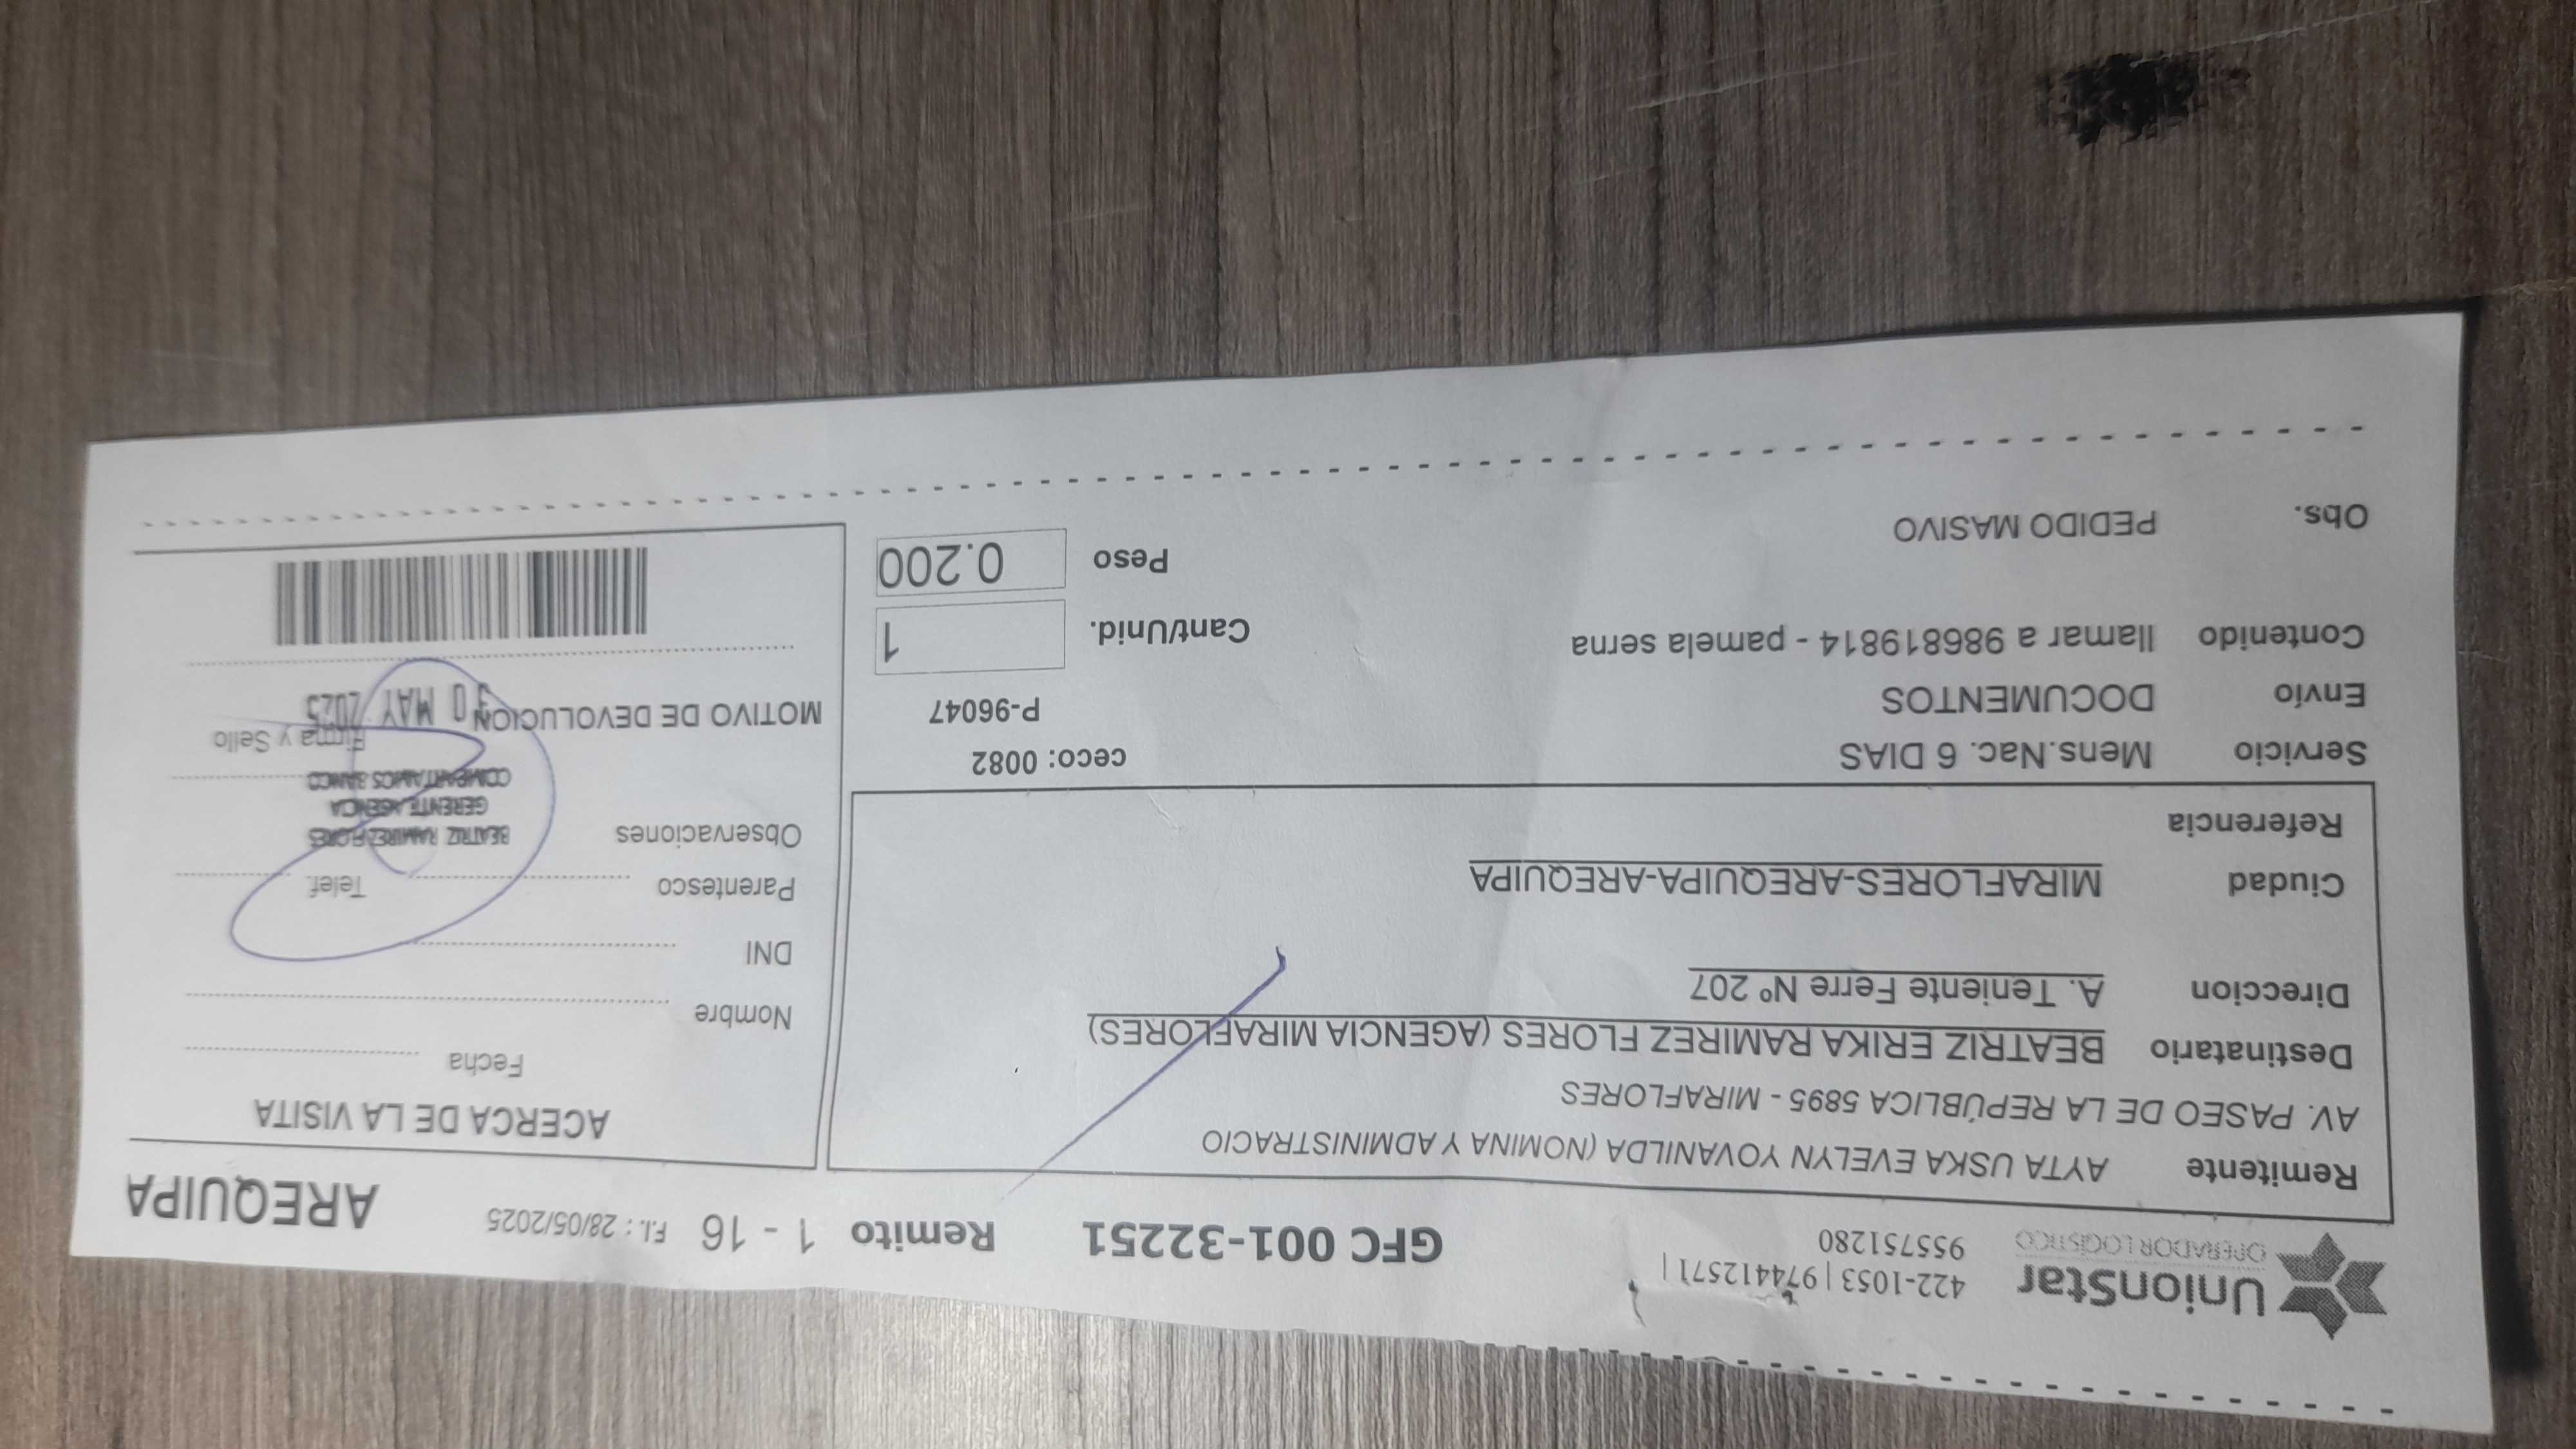 UnionStar
OPERADOR LOGÍSTICO
422-1053 | 974412571 |
955751280
GFC 001-32251
Remito 1 - 16 F.I. : 28/05/2025
AREQUIPA
Remitente AYTA USKA EVELYN YOVANILDA (NOMINA Y ADMINISTRACIO
AV. PASEO DE LA REPÚBLICA 5895 - MIRAFLORES
Destinatario BEATRIZ ERIKA RAMIREZ FLORES (AGENCIA MIRAFLORES)
Direccion A. Teniente Ferre Nº 207
Ciudad MIRAFLORES-AREQUIPA-AREQUIPA
Referencia
Servicio Mens.Nac. 6 DIAS
ceco: 0082
Envío DOCUMENTOS
P-96047
Contenido llamar a 986819814 - pamela serna
Cant/Unid. 1
Peso 0.200
Obs. PEDIDO MASIVO
ACERCA DE LA VISITA
Fecha
Nombre
DNI
Parentesco Telef.
Observaciones
BEATRIZ RAMIREZ FLORES
GERENTE AGENCIA
COMPARTAMOS BANCO
Firma y Sello
MOTIVO DE DEVOLUCION
30 MAY 2025